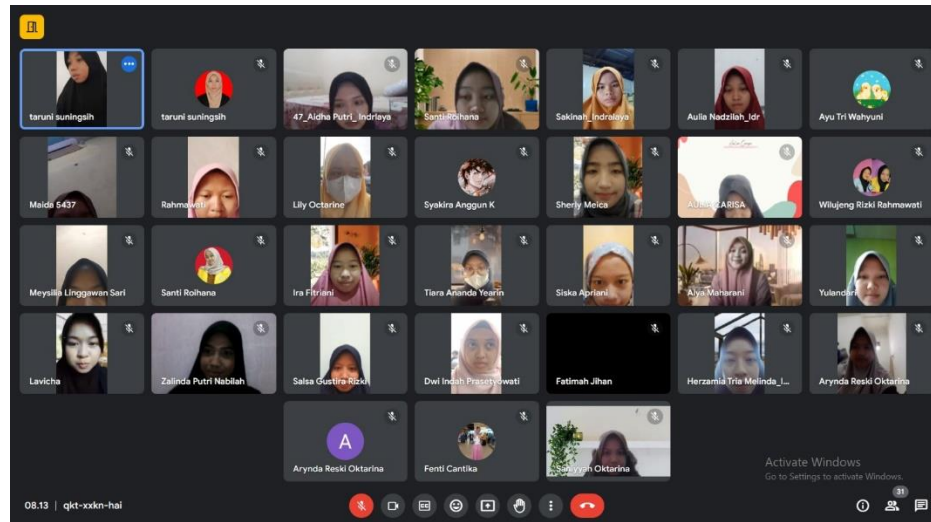 taruni suningsih
taruni suningsih
47_Aidha Putri_ Indrlaya
Santi Roihana
Sakinah_Indralaya
Aulia Nadzilah_Idr
Ayu Tri Wahyuni
Maida 5437
Rahmawati
Lily Octarine
Syakira Anggun K
Sherly Meica
ZARISA
Wilujeng Rizki Rahmawati
Meysilia Linggawan Sari
Santi Roihana
Ira Fitriani
Tiara Ananda Yearin
Siska Apriani
Alya Maharani
Yulandari
Lavicha
Zalinda Putri Nabilah
Salsa Gustira Rizki
Dwi Indah Prasetyowati
Fatimah Jihan
Herzamia Tria Melinda_I...
Arynda Reski Oktarina
A
Arynda Reski Oktarina
Fenti Cantika
Saniyyah Oktarina
Activate Windows
Go to Settings to activate Windows.
08.13 | qkt-xxkn-hai
31